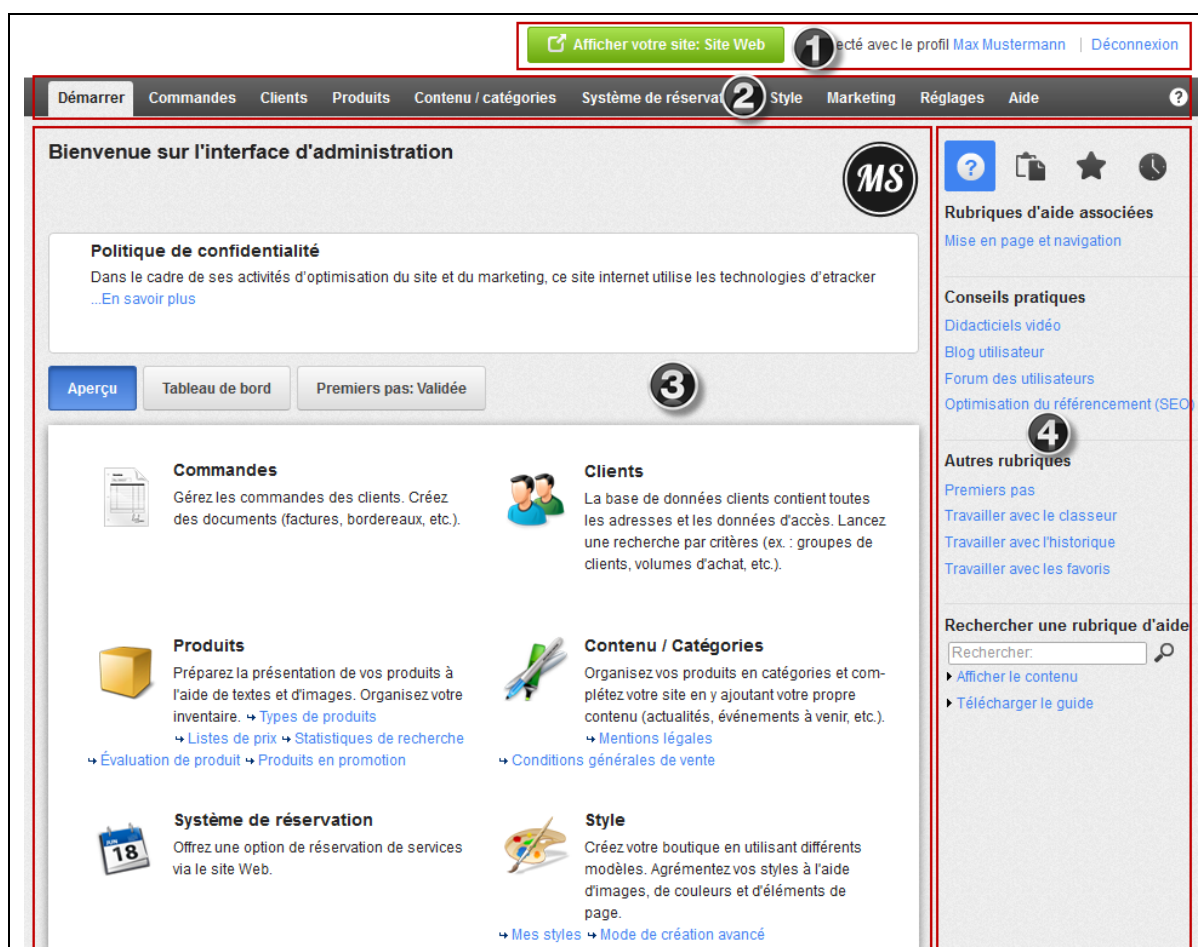 Afficher votre site: Site Web
1
ecté avec le profil Max Mustermann | Déconnexion
Démarrer Commandes Clients Produits Contenu / catégories Système de réservat 2 Style Marketing Réglages Aide ?
Bienvenue sur l'interface d'administration
MS
Politique de confidentialité
Dans le cadre de ses activités d'optimisation du site et du marketing, ce site internet utilise les technologies d'etracker
...En savoir plus
Aperçu Tableau de bord Premiers pas: Validée
3
Commandes
Gérez les commandes des clients. Créez
des documents (factures, bordereaux, etc.).
Clients
La base de données clients contient toutes
les adresses et les données d'accès. Lancez
une recherche par critères (ex. : groupes de
clients, volumes d'achat, etc.).
Produits
Préparez la présentation de vos produits à
l'aide de textes et d'images. Organisez votre
inventaire. ↪ Types de produits
↪ Listes de prix ↪ Statistiques de recherche
↪ Évaluation de produit ↪ Produits en promotion
Contenu / Catégories
Organisez vos produits en catégories et com-
plétez votre site en y ajoutant votre propre
contenu (actualités, événements à venir, etc.).
↪ Mentions légales
↪ Conditions générales de vente
JUN
18
Système de réservation
Offrez une option de réservation de services
via le site Web.
Style
Créez votre boutique en utilisant différents
modèles. Agrémentez vos styles à l'aide
d'images, de couleurs et d'éléments de
page.
↪ Mes styles ↪ Mode de création avancé
?
Rubriques d'aide associées
Mise en page et navigation
Conseils pratiques
Didacticiels vidéo
Blog utilisateur
Forum des utilisateurs
Optimisation du référencement (SEO)
4
Autres rubriques
Premiers pas
Travailler avec le classeur
Travailler avec l'historique
Travailler avec les favoris
Rechercher une rubrique d'aide
Rechercher:
Afficher le contenu
Télécharger le guide